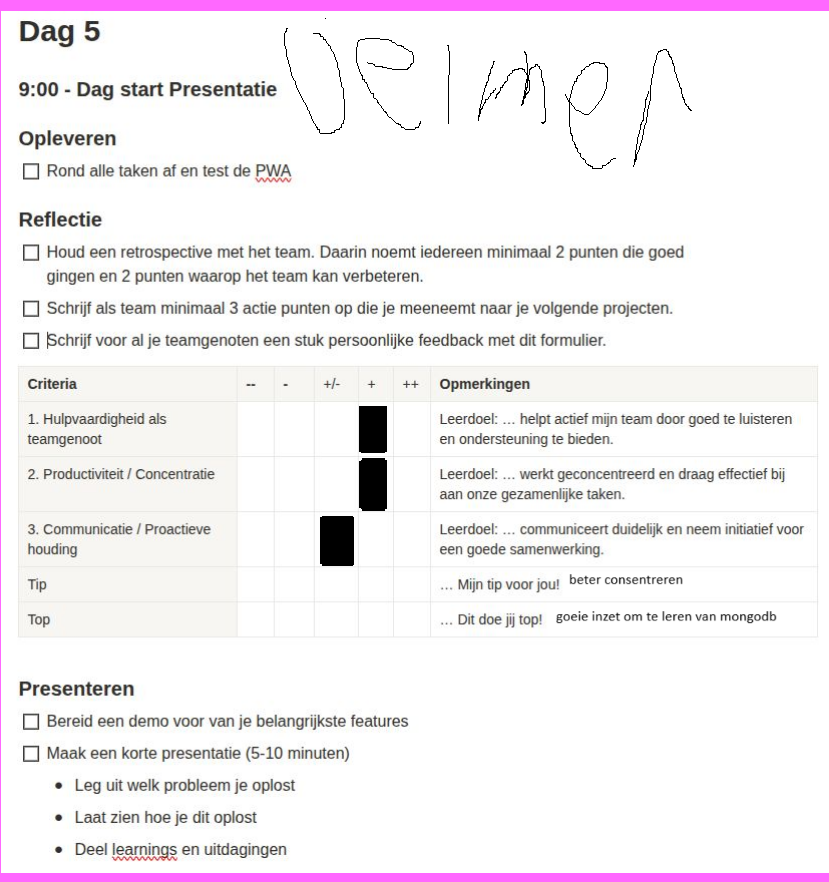 Dag 5
9:00 - Dag start Presentatie
Opleveren
Rond alle taken af en test de PWA
Reflectie
Houd een retrospective met het team. Daarin noemt iedereen minimaal 2 punten die goed
gingen en 2 punten waarop het team kan verbeteren.
Schrijf als team minimaal 3 actie punten op die je meeneemt naar je volgende projecten.
Schrijf voor al je teamgenoten een stuk persoonlijke feedback met dit formulier.
Criteria -- - +/- + ++ Opmerkingen
1. Hulpvaardigheid als
teamgenoot
Leerdoel: … helpt actief mijn team door goed te luisteren
en ondersteuning te bieden.
2. Productiviteit / Concentratie
Leerdoel: … werkt geconcentreerd en draag effectief bij
aan onze gezamenlijke taken.
3. Communicatie / Proactieve
houding
Leerdoel: … communiceert duidelijk en neem initiatief voor
een goede samenwerking.
Tip … Mijn tip voor jou! beter consentreren
Top … Dit doe jij top! goeie inzet om te leren van mongodb
Presenteren
Bereid een demo voor van je belangrijkste features
Maak een korte presentatie (5-10 minuten)
Leg uit welk probleem je oplost
Laat zien hoe je dit oplost
Deel learnings en uitdagingen